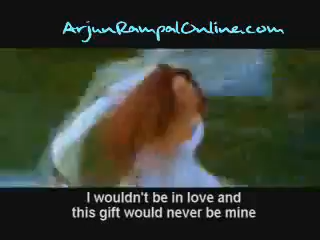 ArjunRampalOnline.com
I wouldn't be in love and
this gift would never be mine